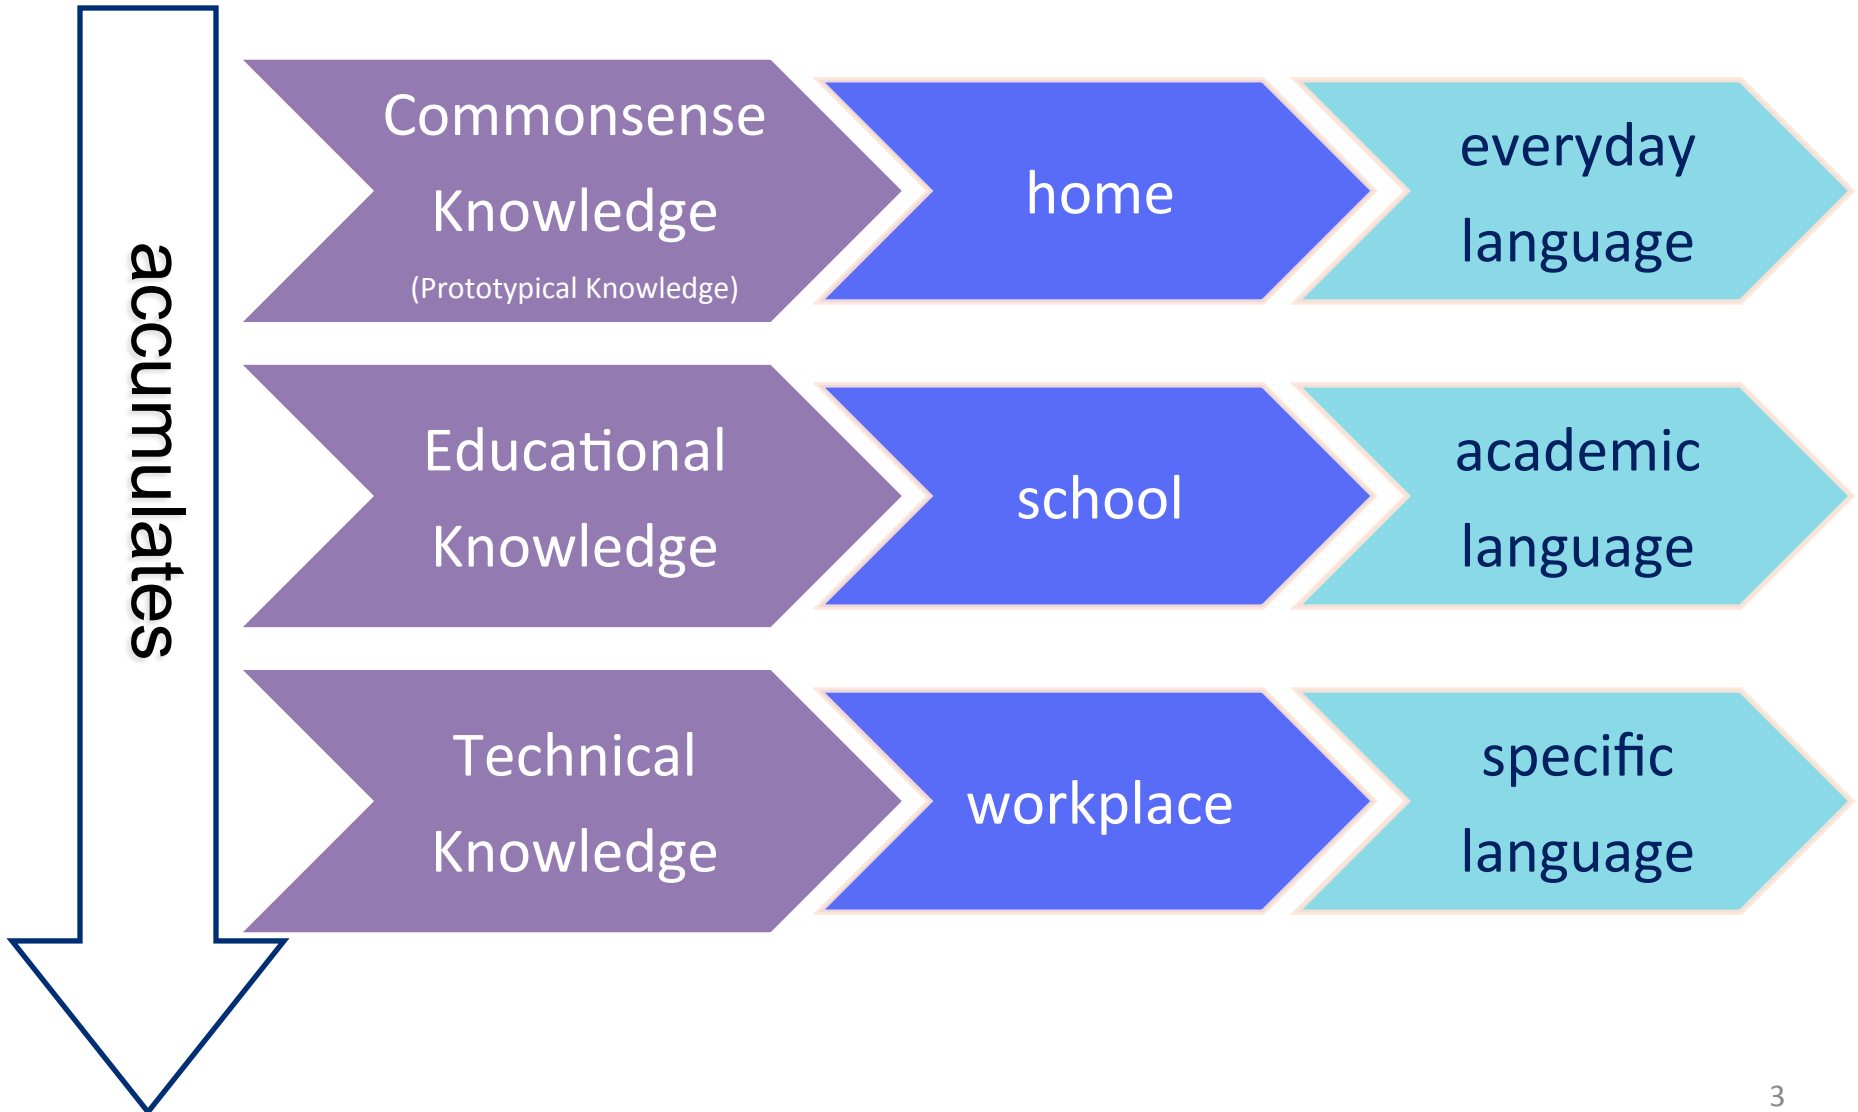 accumulates
Commonsense
Knowledge
(Prototypical Knowledge)
home
everyday
language
Educational
Knowledge
school
academic
language
Technical
Knowledge
workplace
specific
language
3